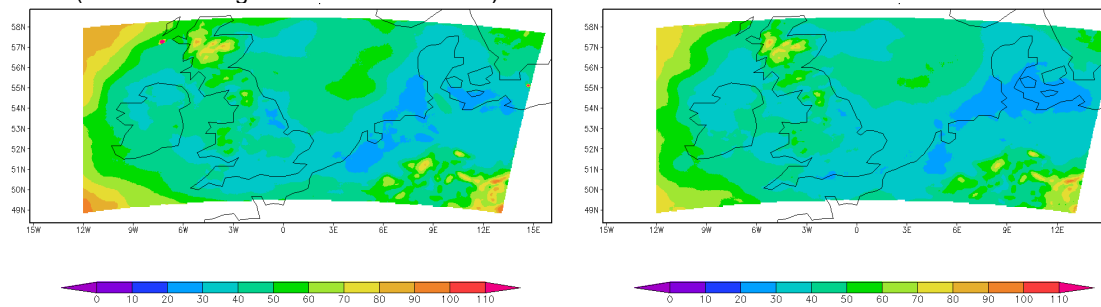 58N 58N
57N 57N
56N 56N
55N 55N
54N 54N
53N 53N
52N 52N
51N 51N
50N 50N
49N 49N
15W 12W 9W 6W 3W 0 3E 6E 9E 12E 15E 15W 12W 9W 6W 3W 0 3E 6E 9E 12E
0 10 20 30 40 50 60 70 80 90 100 110 0 10 20 30 40 50 60 70 80 90 100 110